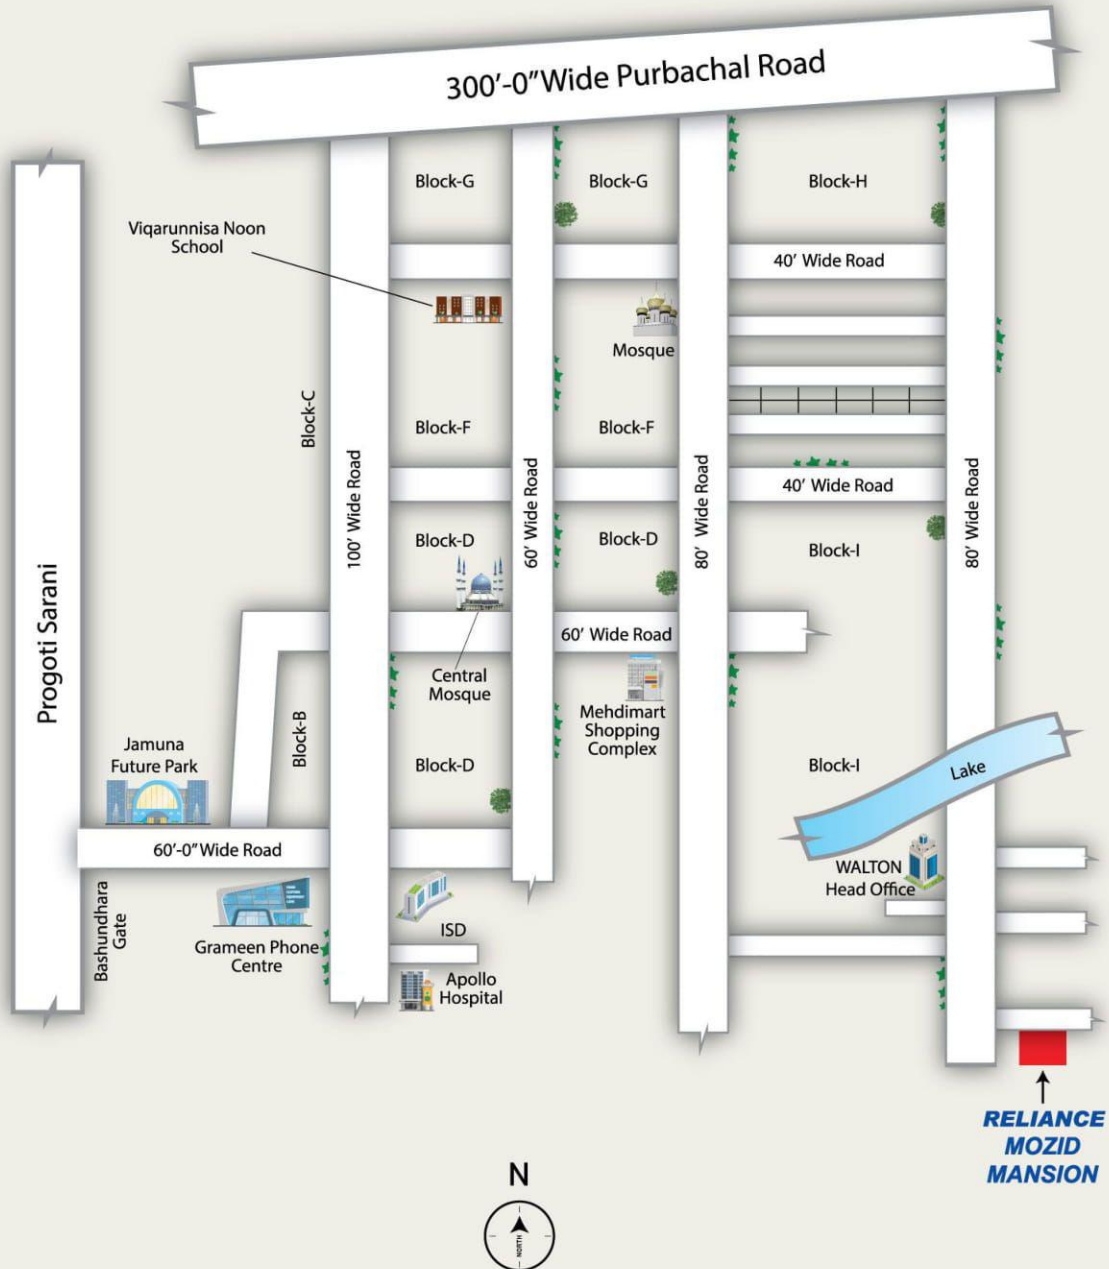 300'-0"Wide Purbachal Road
Block-G
Block-G
Block-H
Viqarunnisa Noon
School
40' Wide Road
Mosque
Block-C
Block-F
Block-F
100' Wide Road
60' Wide Road
80' Wide Road
80' Wide Road
40' Wide Road
Block-D
Block-D
Block-I
Progoti Sarani
60' Wide Road
Central
Mosque
Mehdimart
Shopping
Complex
Block-B
Jamuna
Future Park
Block-D
Block-I
Lake
60'-0"Wide Road
WALTON
Head Office
Bashundhara
Gate
Grameen Phone
Centre
ISD
Apollo
Hospital
RELIANCE
MOZID
MANSION
N
NORTH